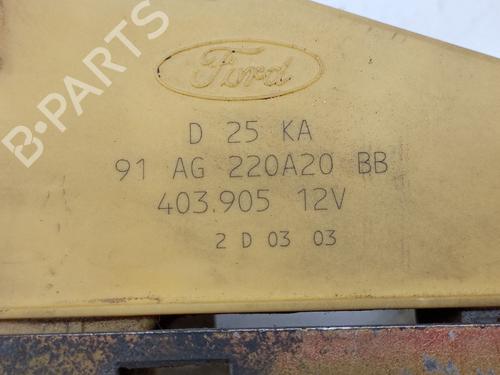 B-PARTS
Ford
D 25 KA
91 AG 220A20 BB
403.905 12V
2 D 03 03